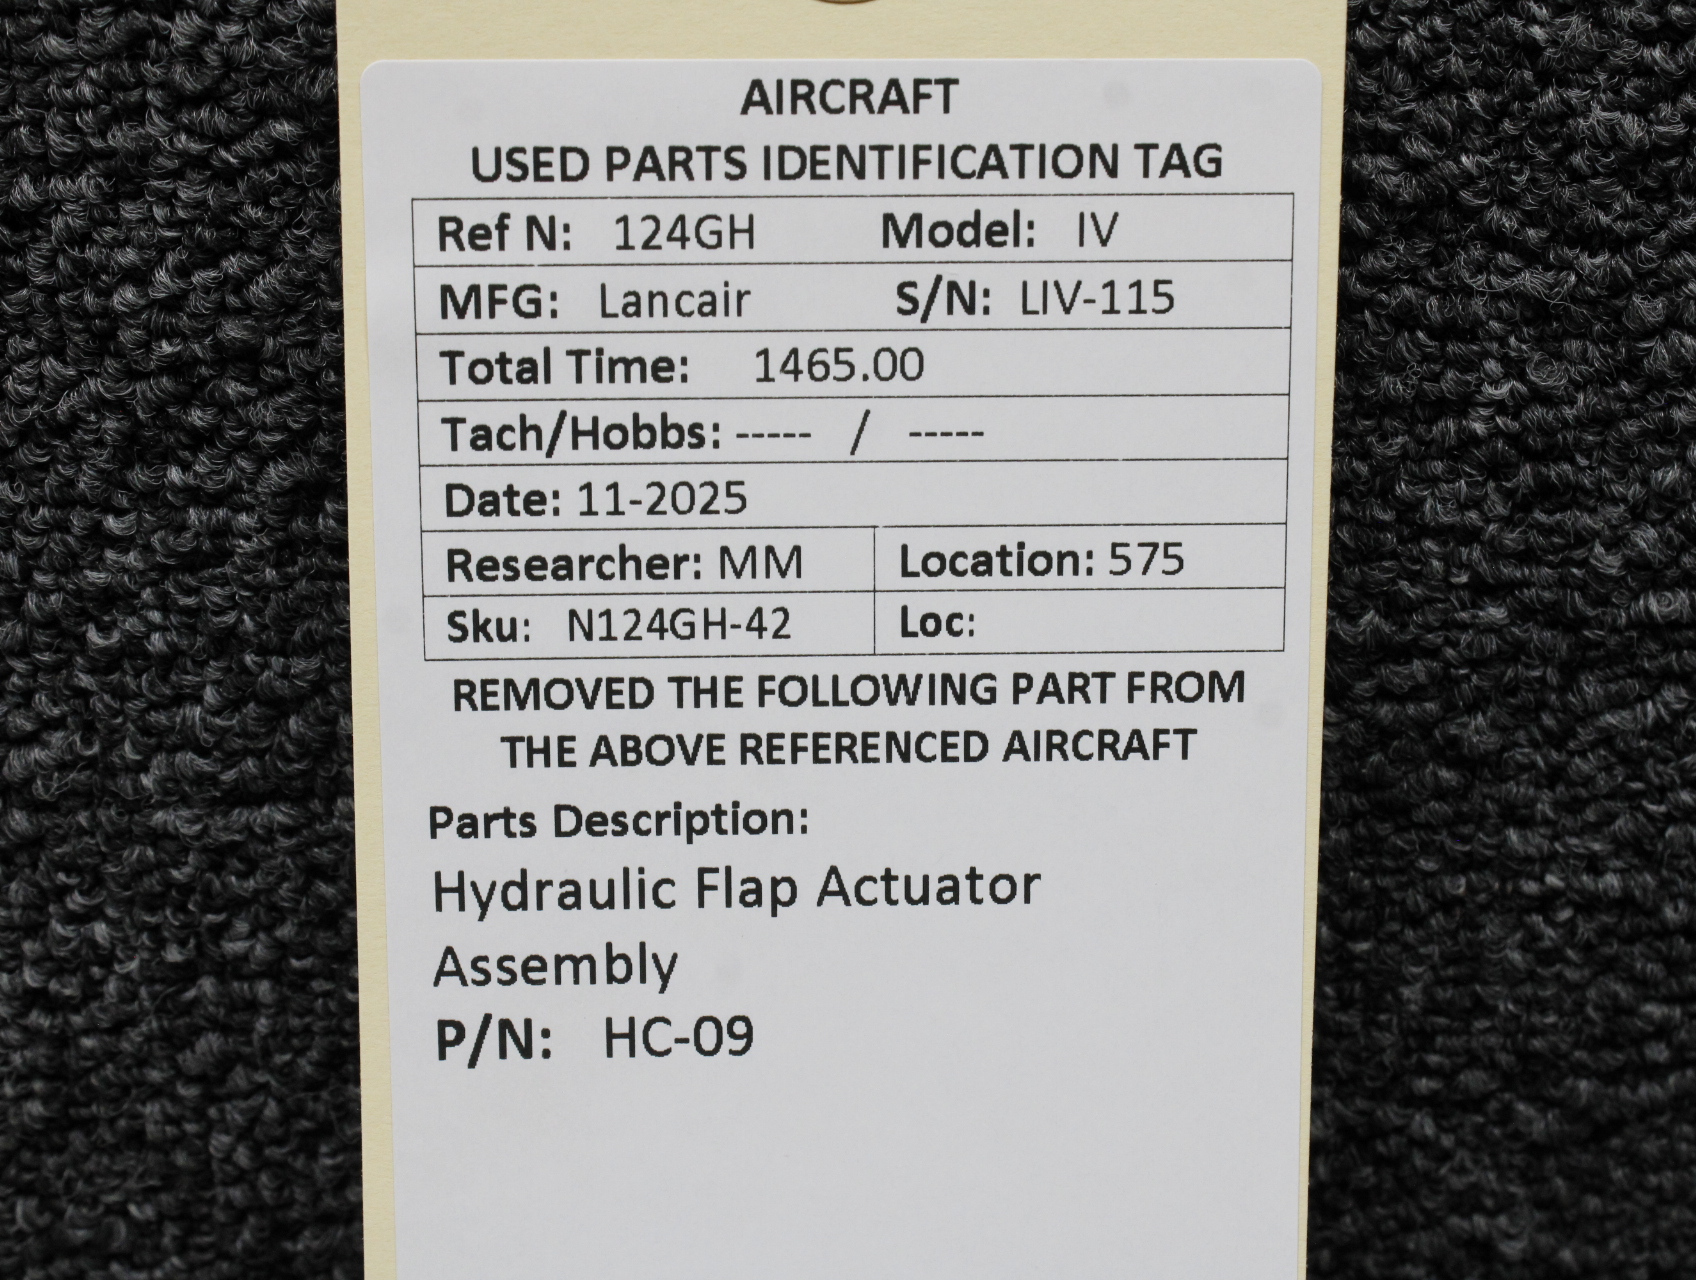 AIRCRAFT
USED PARTS IDENTIFICATION TAG
Ref N: 124GH Model: IV
MFG: Lancair S/N: LIV-115
Total Time: 1465.00
Tach/Hobbs: ----- / -----
Date: 11-2025
Researcher: MM Location: 575
Sku: N124GH-42 Loc:
REMOVED THE FOLLOWING PART FROM
THE ABOVE REFERENCED AIRCRAFT
Parts Description:
Hydraulic Flap Actuator
Assembly
P/N: HC-09